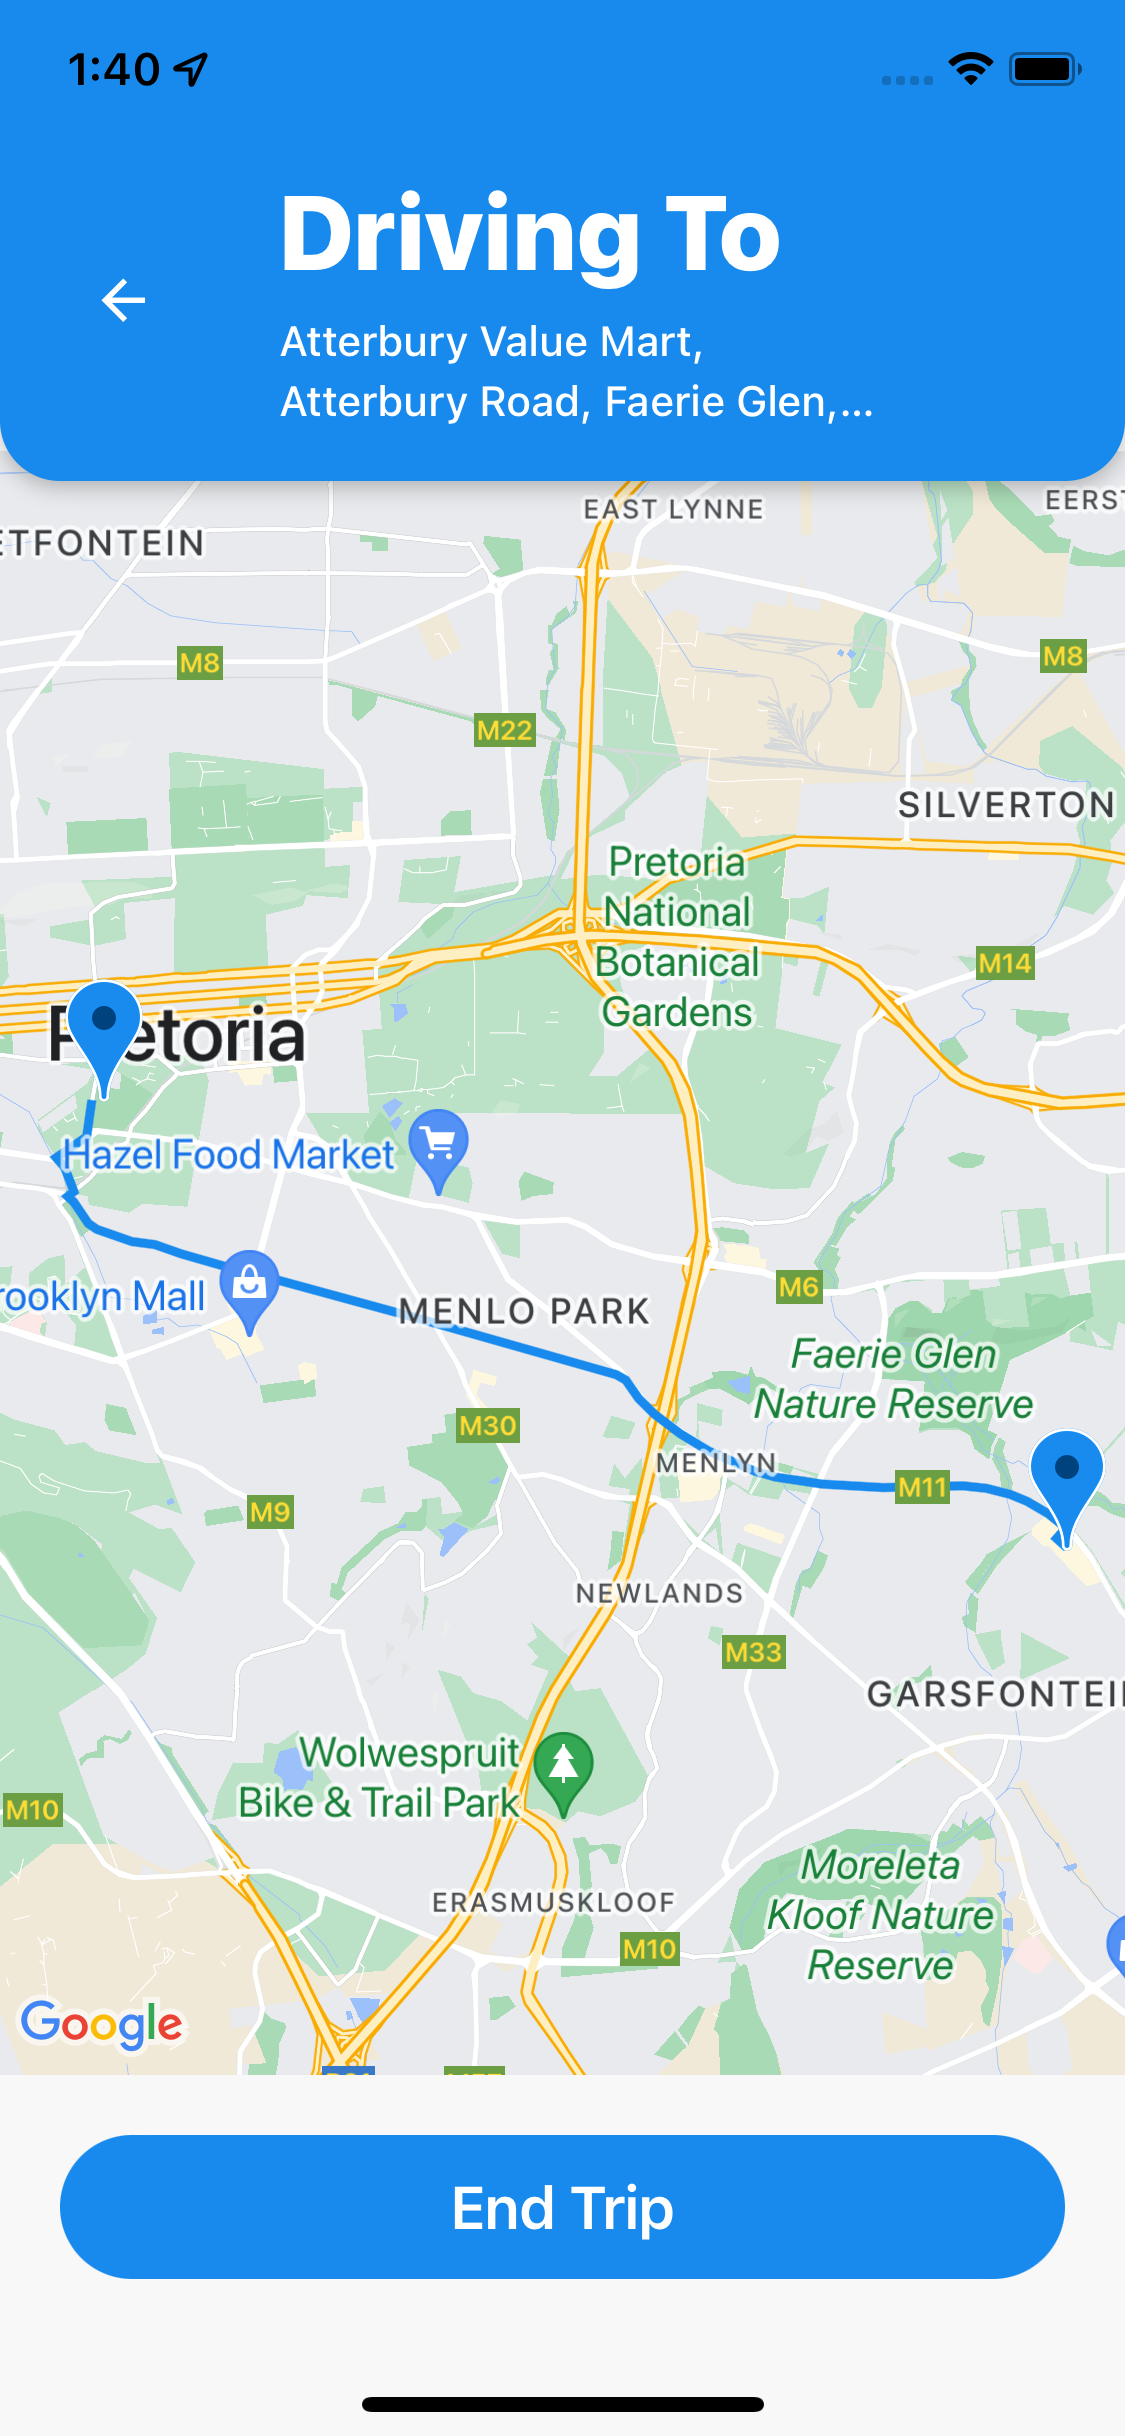 1:40
Driving To
Atterbury Value Mart,
Atterbury Road, Faerie Glen,...
EAST LYNNE
EERST
ETFONTEIN
M8
M8
M22
SILVERTON
Pretoria
National
Botanical
Gardens
M14
Pretoria
Hazel Food Market
M6
rooklyn Mall
MENLO PARK
Faerie Glen
Nature Reserve
M30
MENLYN
M11
M9
NEWLANDS
M33
GARSFONTEI
Wolwespruit
Bike & Trail Park
M10
Moreleta
Kloof Nature
Reserve
ERASMUSKLOOF
M10
Google
End Trip